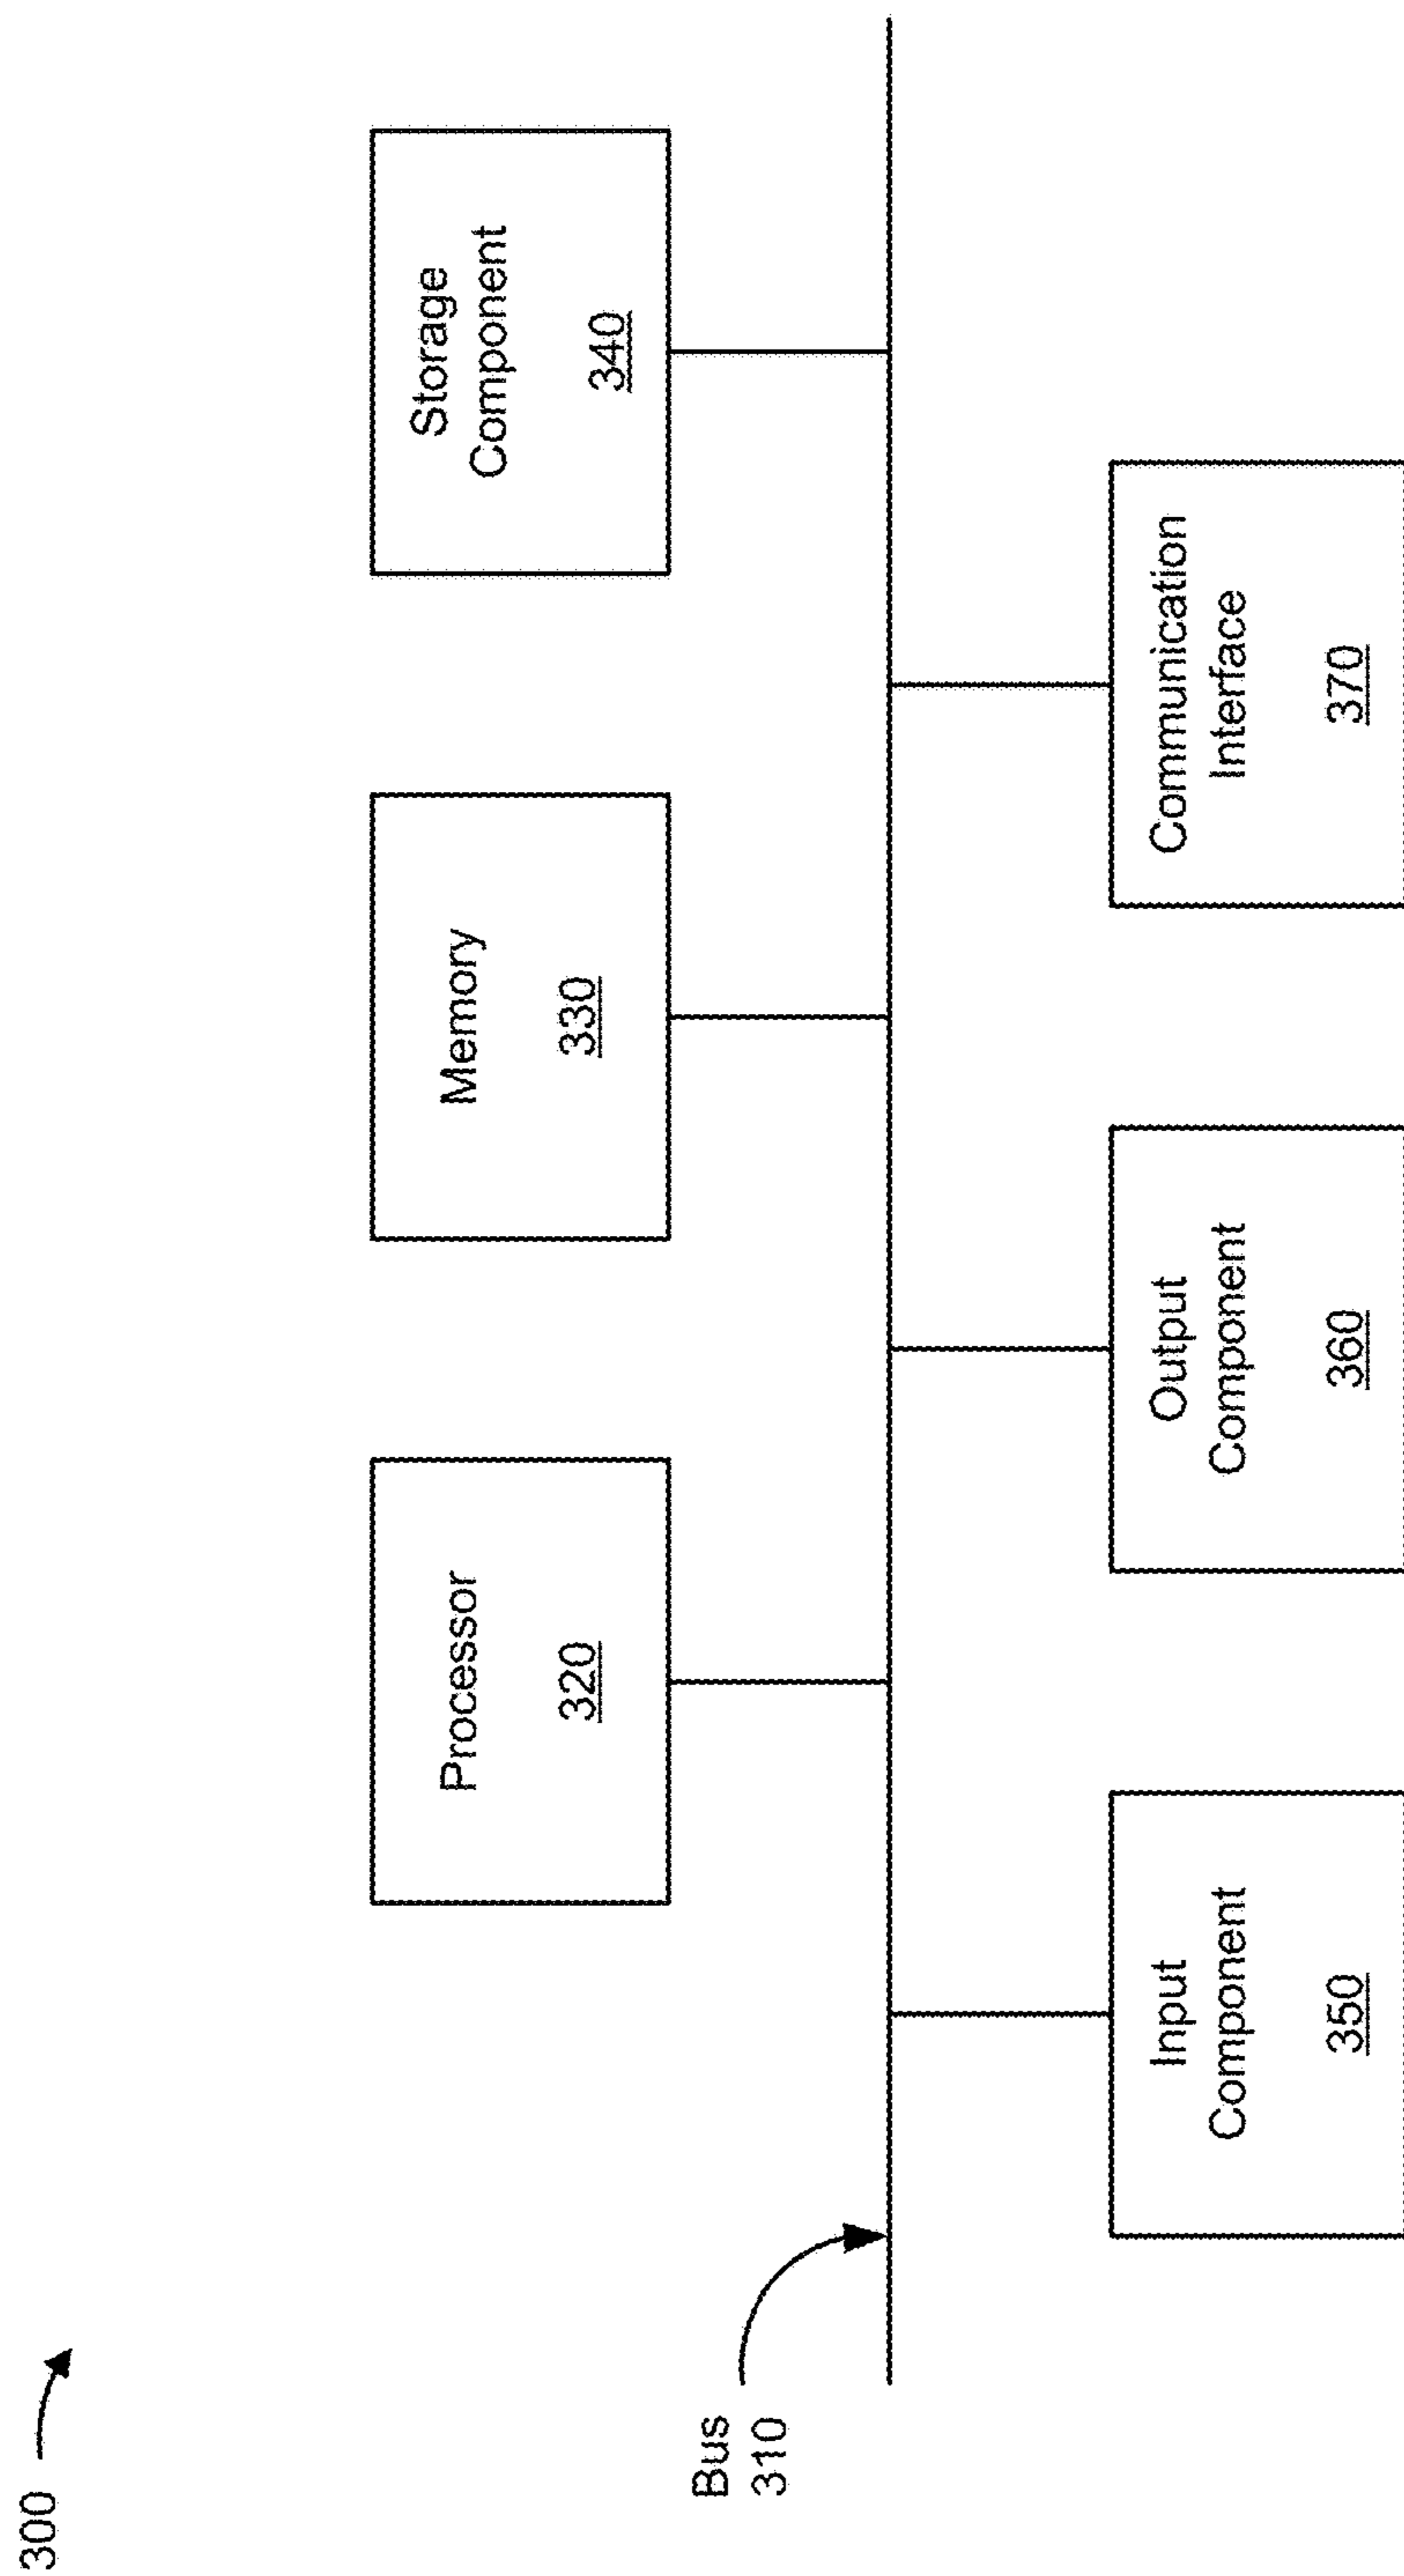 300
Bus
310
Processor
320
Memory
330
Storage
Component
340
Input
Component
350
Output
Component
360
Communication
Interface
370